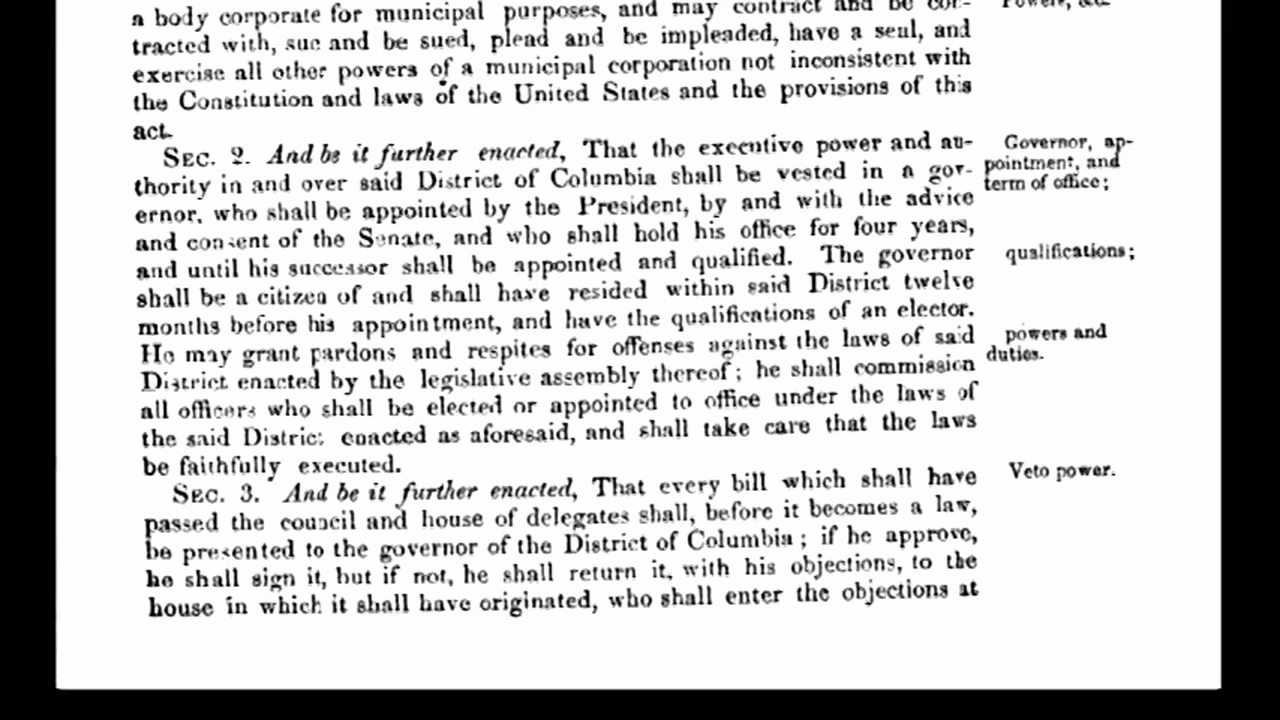 a body corporate for municipal purposes, and may contract and be con-
tracted with, sue and be sued, plead and be impleaded, have a seal, and
exercise all other powers of a municipal corporation not inconsistent with
the Constitution and laws of the United States and the provisions of this
act.
SEC. 2. And be it further enacted, That the executive power and au-
thority in and over said District of Columbia shall be vested in a gov-
ernor, who shall be appointed by the President, by and with the advice
and consent of the Senate, and who shall hold his office for four years,
and until his successor shall be appointed and qualified. The governor
shall be a citizen of and shall have resided within said District twelve
months before his appointment, and have the qualifications of an elector.
He may grant pardons and respites for offenses against the laws of said
District enacted by the legislative assembly thereof; he shall commission
all officers who shall be elected or appointed to office under the laws of
the said District enacted as aforesaid, and shall take care that the laws
be faithfully executed.
SEC. 3. And be it further enacted, That every bill which shall have
passed the council and house of delegates shall, before it becomes a law,
be presented to the governor of the District of Columbia; if he approve,
he shall sign it, but if not, he shall return it, with his objections, to the
house in which it shall have originated, who shall enter the objections at
Powers, &c.
Governor, ap-
pointment, and
term of office;
qualifications;
powers and
duties.
Veto power.